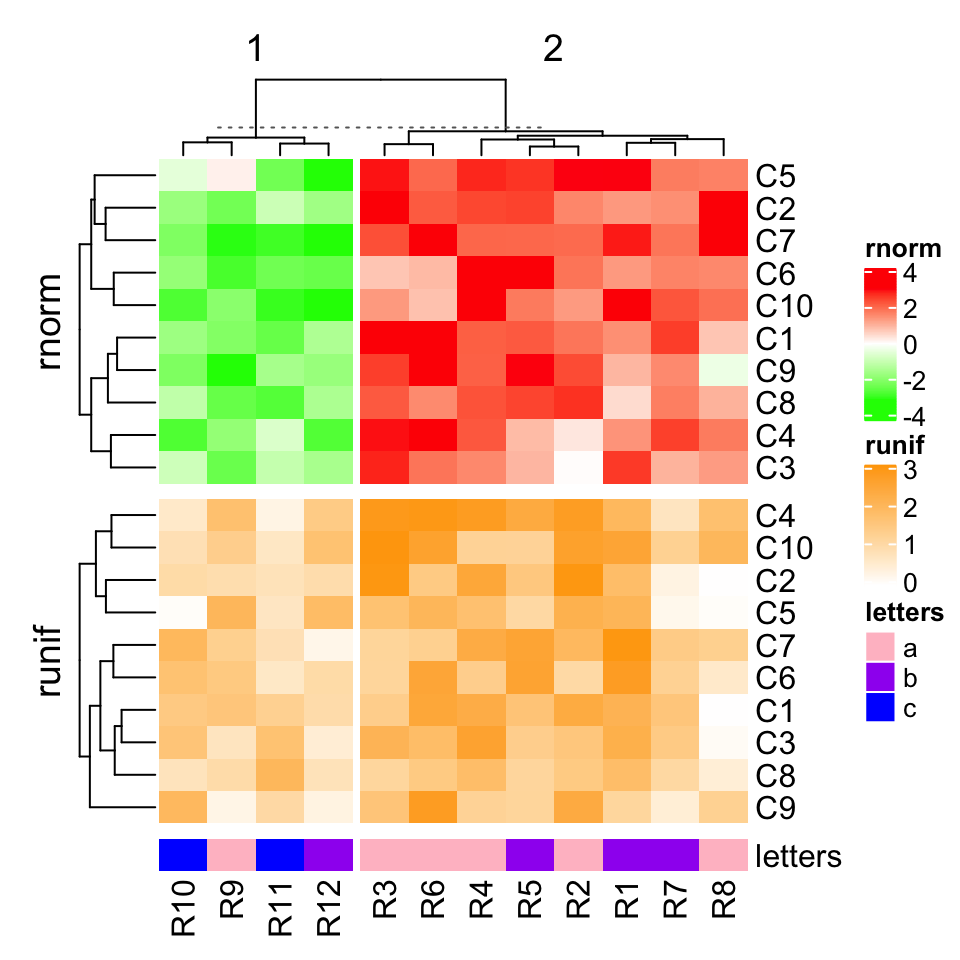 1 2
rnorm
C5
C2
C7
C6
C10
C1
C9
C8
C4
C3
runif
C4
C10
C2
C5
C7
C6
C1
C3
C8
C9
letters
R10 R9 R11 R12 R3 R6 R4 R5 R2 R1 R7 R8
rnorm
4
2
0
-2
-4
runif
3
2
1
0
letters
a
b
c